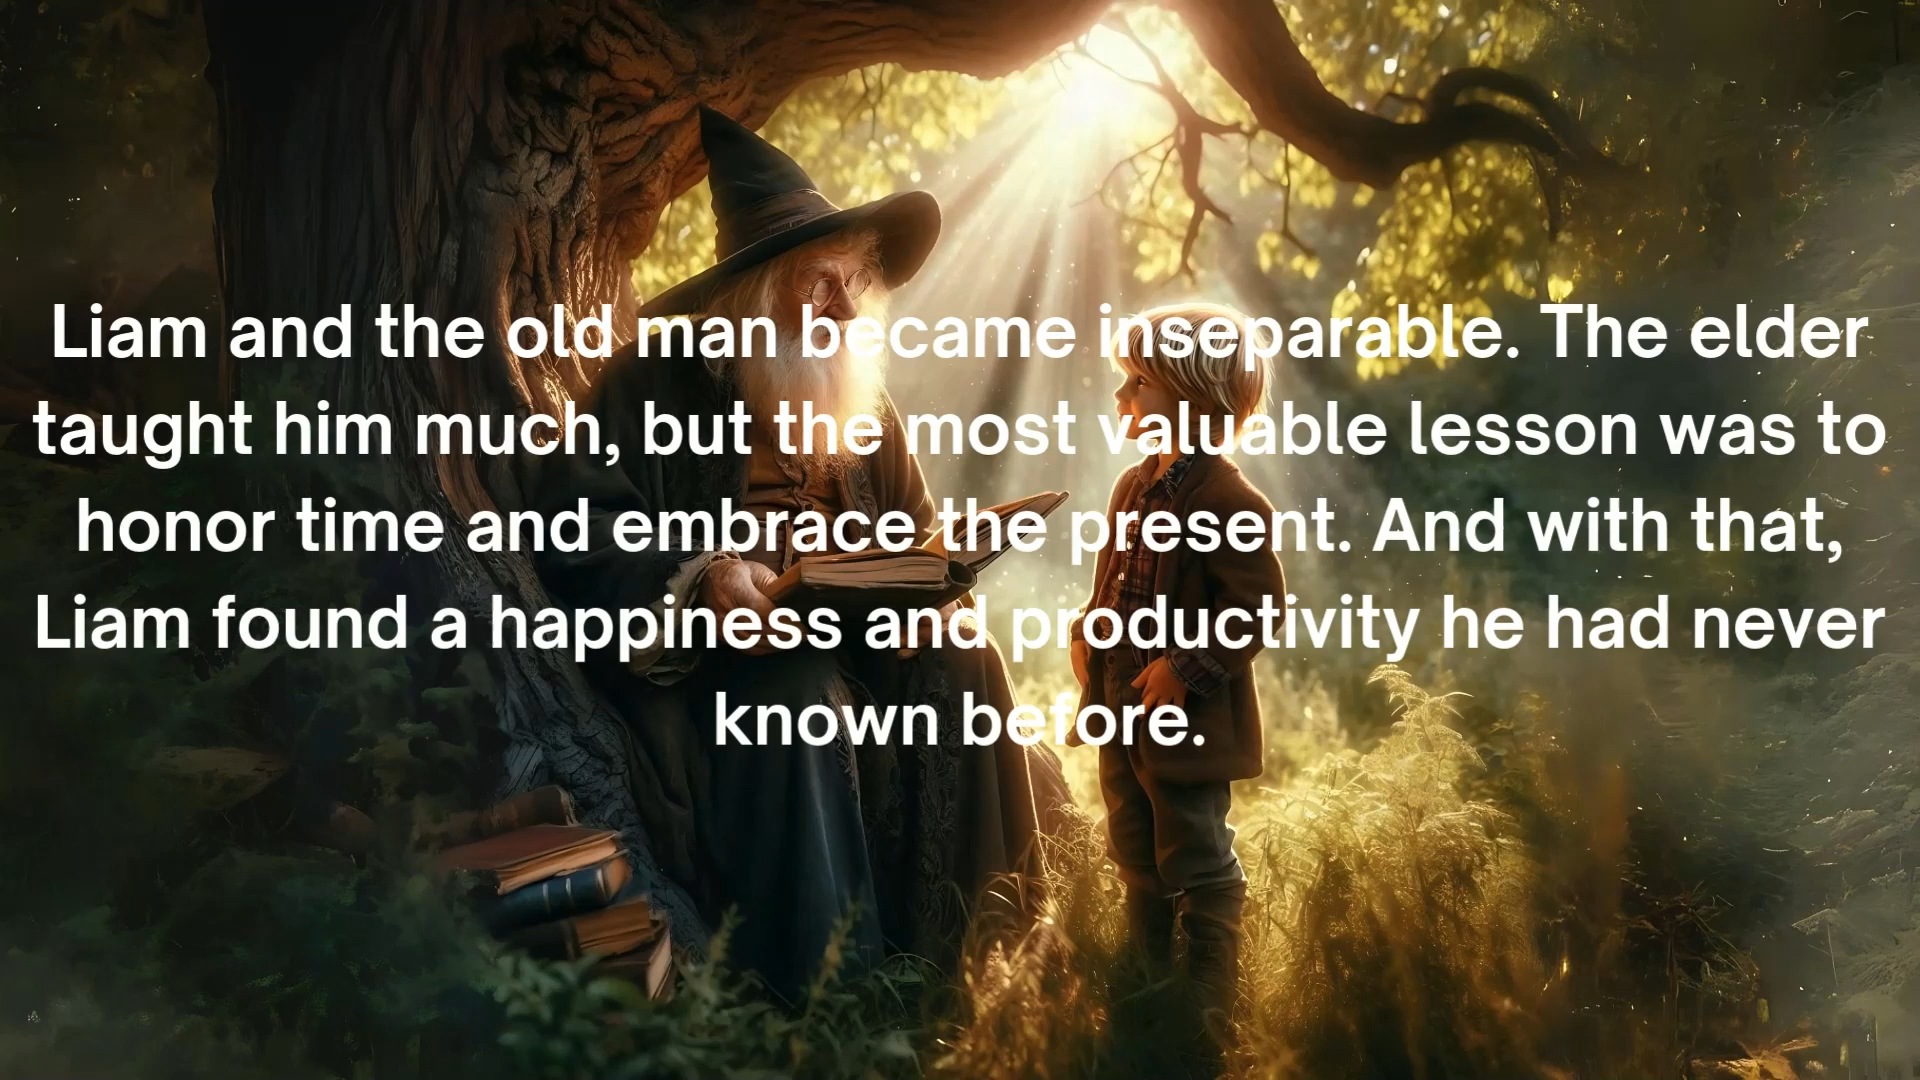 Liam and the old man became inseparable. The elder
taught him much, but the most valuable lesson was to
honor time and embrace the present. And with that,
Liam found a happiness and productivity he had never
known before.